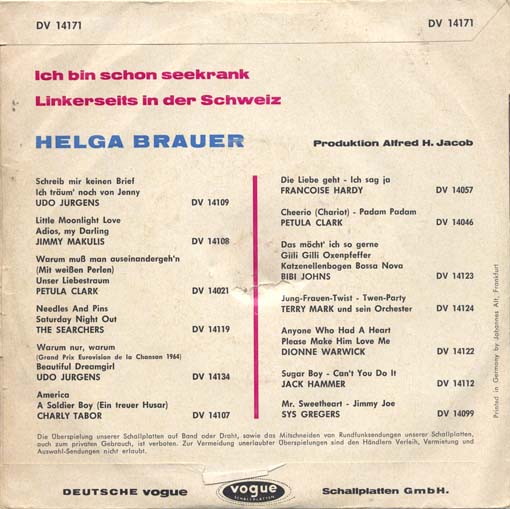 DV 14171
DV 14171
Ich bin schon seekrank
Linkerseits in der Schweiz
HELGA BRAUER
Produktion Alfred H. Jacob
Schreib mir keinen Brief
Ich träum' noch von Jenny
UDO JÜRGENS DV 14109
Little Moonlight Love
Adios, my Darling
JIMMY MAKULIS DV 14108
Warum muß man auseinandergeh'n
(Mit weißen Perlen)
Unser Liebestraum
PETULA CLARK DV 14021
Needles And Pins
Saturday Night Out
THE SEARCHERS DV 14119
Warum nur, warum
(Grand Prix Eurovision de la Chanson 1964)
Beautiful Dreamgirl
UDO JURGENS DV 14134
America
A Soldier Boy (Ein treuer Husar)
CHARLY TABOR DV 14107
Die Liebe geht - Ich sag ja
FRANCOISE HARDY DV 14057
Cheerio (Chariot) - Padam Padam
PETULA CLARK DV 14046
Das möcht' ich so gerne
Gilli Gilli Oxenpfeffer
Katzenellenbogen Bossa Nova
BIBI JOHNS DV 14123
Jung-Frauen-Twist - Twen-Party
TERRY MARK und sein Orchester DV 14124
Anyone Who Had A Heart
Please Make Him Love Me
DIONNE WARWICK DV 14122
Sugar Boy - Can't You Do It
JACK HAMMER DV 14112
Mr. Sweetheart - Jimmy Joe
SYS GREGERS DV 14099
Printed in Germany by Johannes Alt, Frankfurt
Die Überspielung unserer Schallplatten auf Band oder Draht, sowie das Mitschneiden von Rundfunksendungen unserer Schallplatten,
auch zum privaten Gebrauch, ist verboten. Zur Vermeidung unerlaubter Überspielungen sind den Händlern Verleih, Vermietung und
Auswahl-Sendungen nicht erlaubt.
DEUTSCHE vogue
vogue
SCHALLPLATTEN
Schallplatten GmbH.